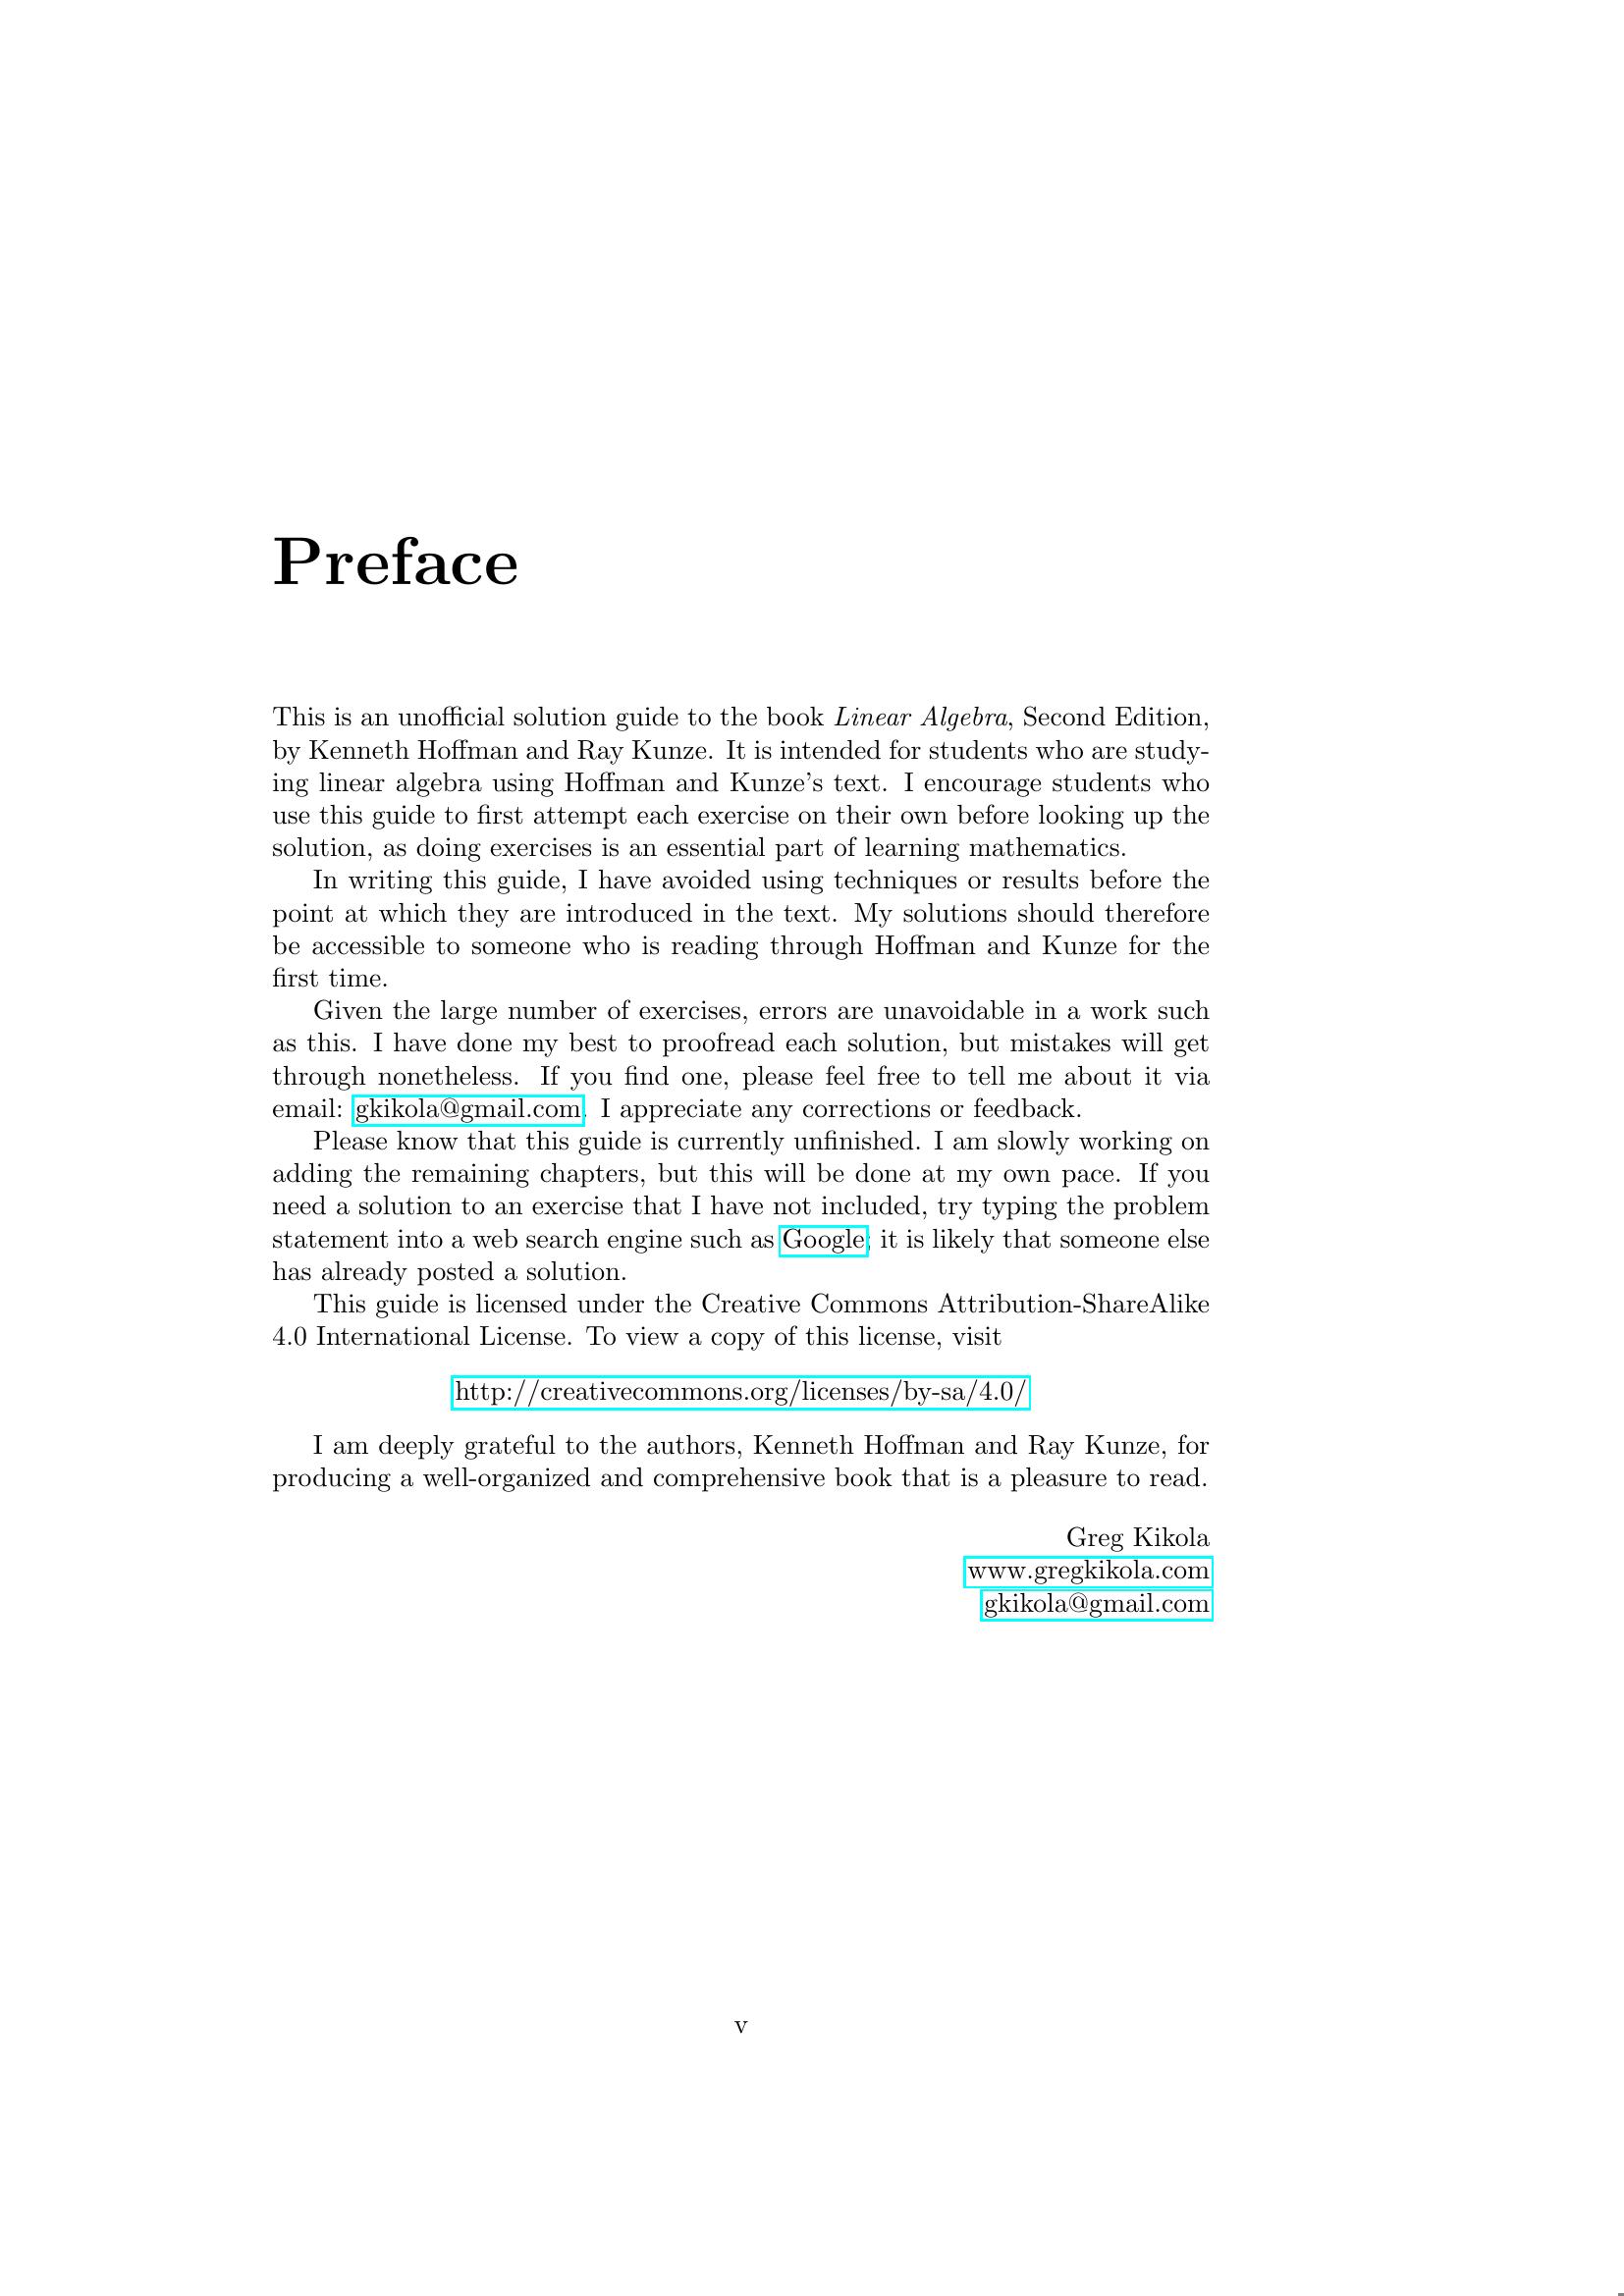 Preface
This is an unofficial solution guide to the book Linear Algebra, Second Edition,
by Kenneth Hoffman and Ray Kunze. It is intended for students who are study-
ing linear algebra using Hoffman and Kunze's text. I encourage students who
use this guide to first attempt each exercise on their own before looking up the
solution, as doing exercises is an essential part of learning mathematics.
In writing this guide, I have avoided using techniques or results before the
point at which they are introduced in the text. My solutions should therefore
be accessible to someone who is reading through Hoffman and Kunze for the
first time.
Given the large number of exercises, errors are unavoidable in a work such
as this. I have done my best to proofread each solution, but mistakes will get
through nonetheless. If you find one, please feel free to tell me about it via
email: gkikola@gmail.com. I appreciate any corrections or feedback.
Please know that this guide is currently unfinished. I am slowly working on
adding the remaining chapters, but this will be done at my own pace. If you
need a solution to an exercise that I have not included, try typing the problem
statement into a web search engine such as Google; it is likely that someone else
has already posted a solution.
This guide is licensed under the Creative Commons Attribution-ShareAlike
4.0 International License. To view a copy of this license, visit
http://creativecommons.org/licenses/by-sa/4.0/
I am deeply grateful to the authors, Kenneth Hoffman and Ray Kunze, for
producing a well-organized and comprehensive book that is a pleasure to read.
Greg Kikola
www.gregkikola.com
gkikola@gmail.com
v